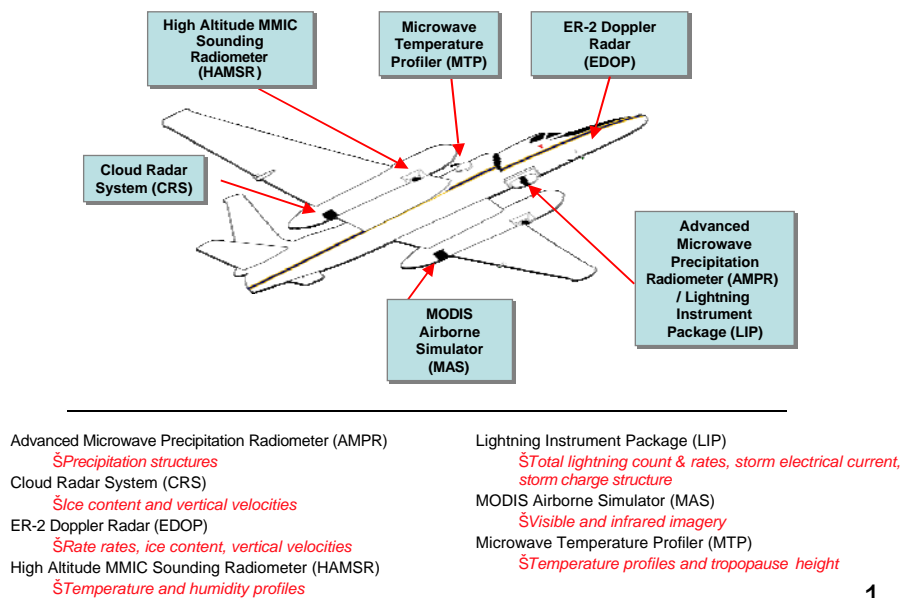 High Altitude MMIC
Sounding
Radiometer
(HAMSR)
Microwave
Temperature
Profiler (MTP)
ER-2 Doppler
Radar
(EDOP)
Cloud Radar
System (CRS)
Advanced
Microwave
Precipitation
Radiometer (AMPR)
/ Lightning
Instrument
Package (LIP)
MODIS
Airborne
Simulator
(MAS)
Advanced Microwave Precipitation Radiometer (AMPR)
ŠPrecipitation structures
Cloud Radar System (CRS)
ŠIce content and vertical velocities
ER-2 Doppler Radar (EDOP)
ŠRate rates, ice content, vertical velocities
High Altitude MMIC Sounding Radiometer (HAMSR)
ŠTemperature and humidity profiles
Lightning Instrument Package (LIP)
ŠTotal lightning count & rates, storm electrical current,
storm charge structure
MODIS Airborne Simulator (MAS)
ŠVisible and infrared imagery
Microwave Temperature Profiler (MTP)
ŠTemperature profiles and tropopause height
1